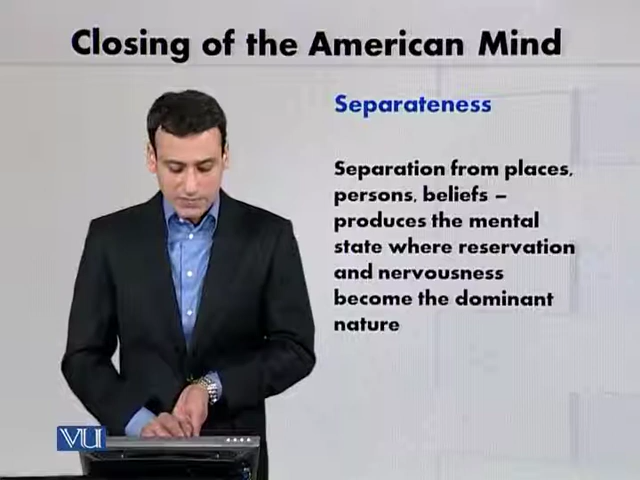 Closing of the American Mind
Separateness
Separation from places,
persons, beliefs –
produces the mental
state where reservation
and nervousness
become the dominant
nature
VU